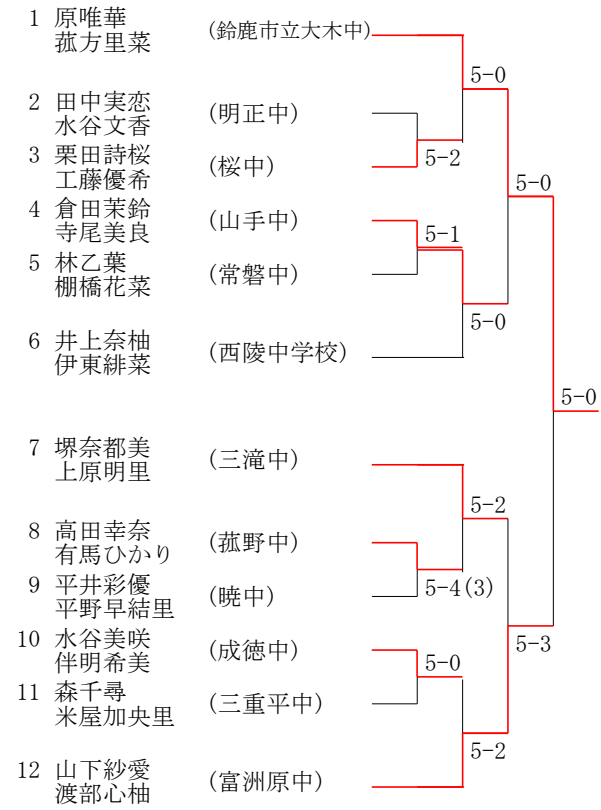 1 原唯華
菰方里菜
(鈴鹿市立大木中)
5-0
2 田中実恋
水谷文香
(明正中)
5-2
3 栗田詩桜
工藤優希
(桜中)
5-0
4 倉田茉鈴
寺尾美良
(山手中)
5-1
5 林乙葉
棚橋花菜
(常磐中)
5-0
6 井上奈柚
伊東緋菜
(西陵中学校)
5-0
7 堺奈都美
上原明里
(三滝中)
5-2
8 高田幸奈
有馬ひかり
(菰野中)
5-4(3)
9 平井彩優
平野早結里
(暁中)
5-3
10 水谷美咲
伴明希美
(成徳中)
5-0
11 森千尋
米屋加央里
(三重平中)
5-2
12 山下紗愛
渡部心柚
(富洲原中)